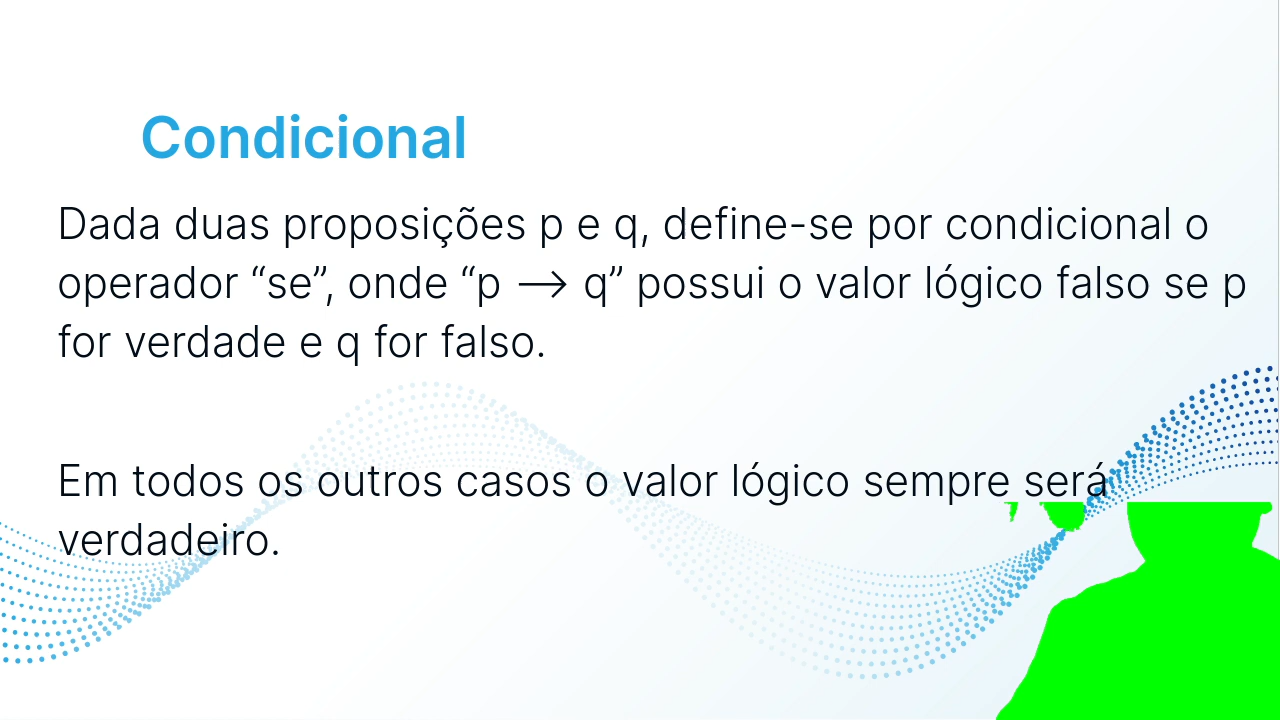 Condicional
Dada duas proposições p e q, define-se por condicional o
operador “se”, onde “p ⟶ q” possui o valor lógico falso se p
for verdade e q for falso.
Em todos os outros casos o valor lógico sempre será
verdadeiro.